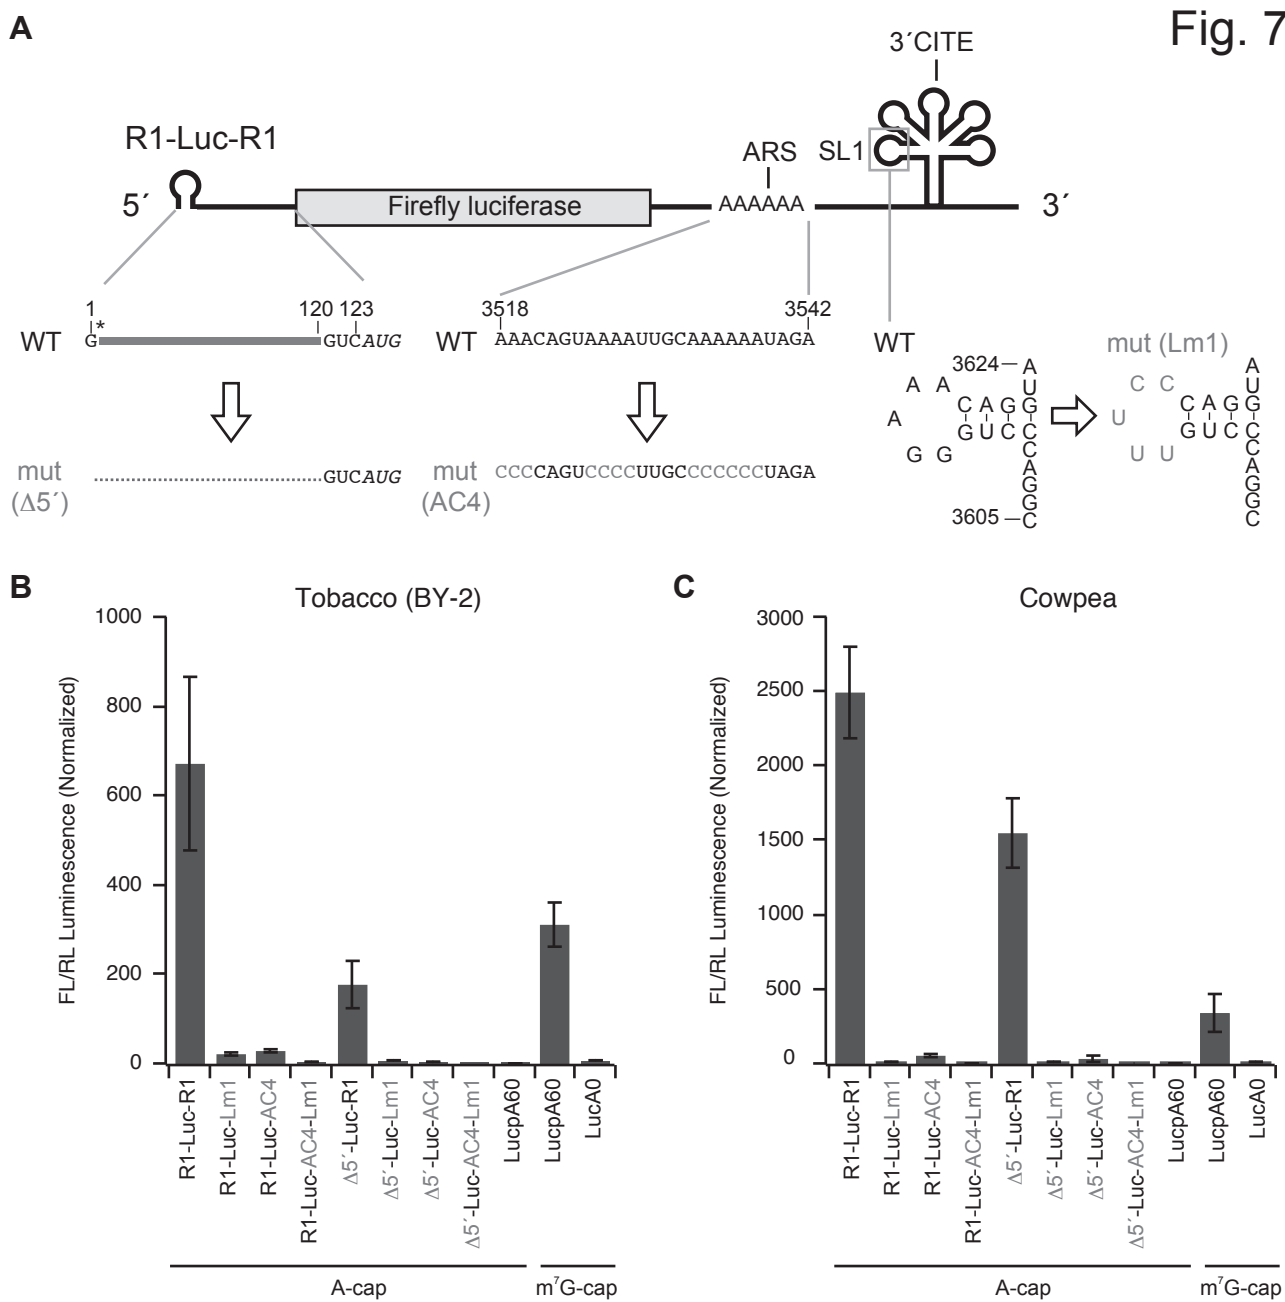 A
Fig. 7
3´CITE
R1-Luc-R1
ARS
SL1
5´
Firefly luciferase
AAAAAA
3´
1
120 123
3518
3542
WT
G*
GUCAUG
WT
AAACAGUAAAAUUGCAAAAAAUAGA
WT
mut (Lm1)
3624
A
U
A A
C A G G
A
G U C C
G G
C
A
G
G
3605
C
C C
U
U U
C A G
G U C
A
U
G
C
C
A
G
G
C
mut
(Δ5´)
GUCAUG
mut
(AC4)
CCCCAGUCCCCUUGCCCCCCCUAGA
B
Tobacco (BY-2)
FL/RL Luminescence (Normalized)
1000
800
600
400
200
0
R1-Luc-R1
R1-Luc-Lm1
R1-Luc-AC4
R1-Luc-AC4-Lm1
Δ5´-Luc-R1
Δ5´-Luc-Lm1
Δ5´-Luc-AC4
Δ5´-Luc-AC4-Lm1
LucpA60
LucpA60
LucA0
A-cap
m⁷G-cap
C
Cowpea
FL/RL Luminescence (Normalized)
3000
2500
2000
1500
1000
500
0
R1-Luc-R1
R1-Luc-Lm1
R1-Luc-AC4
R1-Luc-AC4-Lm1
Δ5´-Luc-R1
Δ5´-Luc-Lm1
Δ5´-Luc-AC4
Δ5´-Luc-AC4-Lm1
LucpA60
LucpA60
LucA0
A-cap
m⁷G-cap